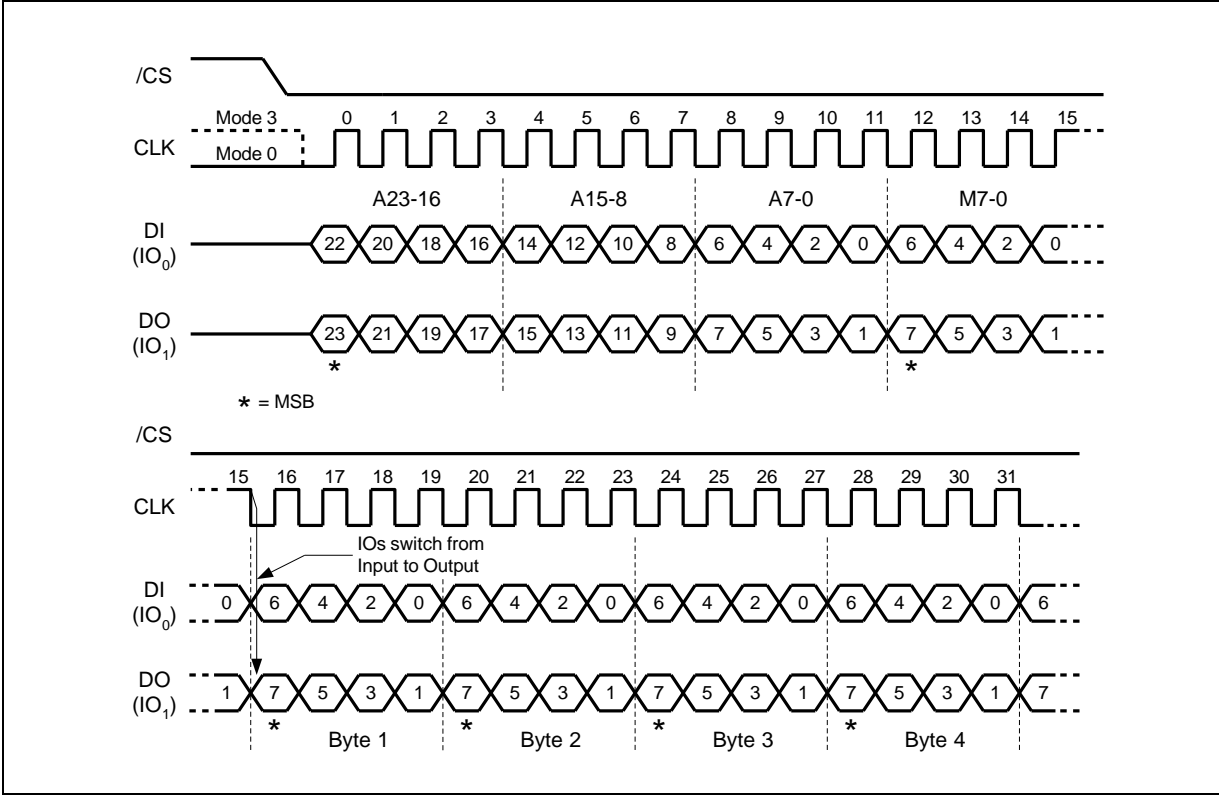 /CS
Mode 3 0 1 2 3 4 5 6 7 8 9 10 11 12 13 14 15
CLK
Mode 0
A23-16 A15-8 A7-0 M7-0
DI
(IO0)
22 20 18 16 14 12 10 8 6 4 2 0 6 4 2 0
DO
(IO1)
23 21 19 17 15 13 11 9 7 5 3 1 7 5 3 1
* *
* = MSB
/CS
15 16 17 18 19 20 21 22 23 24 25 26 27 28 29 30 31
CLK
IOs switch from
Input to Output
DI
(IO0)
0 6 4 2 0 6 4 2 0 6 4 2 0 6 4 2 0 6
DO
(IO1)
1 7 5 3 1 7 5 3 1 7 5 3 1 7 5 3 1 7
* * * *
Byte 1 Byte 2 Byte 3 Byte 4